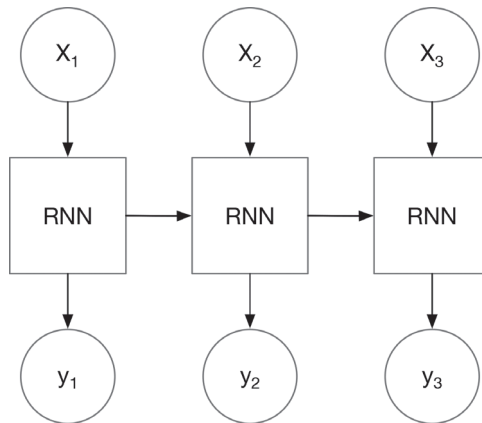 X₁ X₂ X₃
RNN RNN RNN
y₁ y₂ y₃